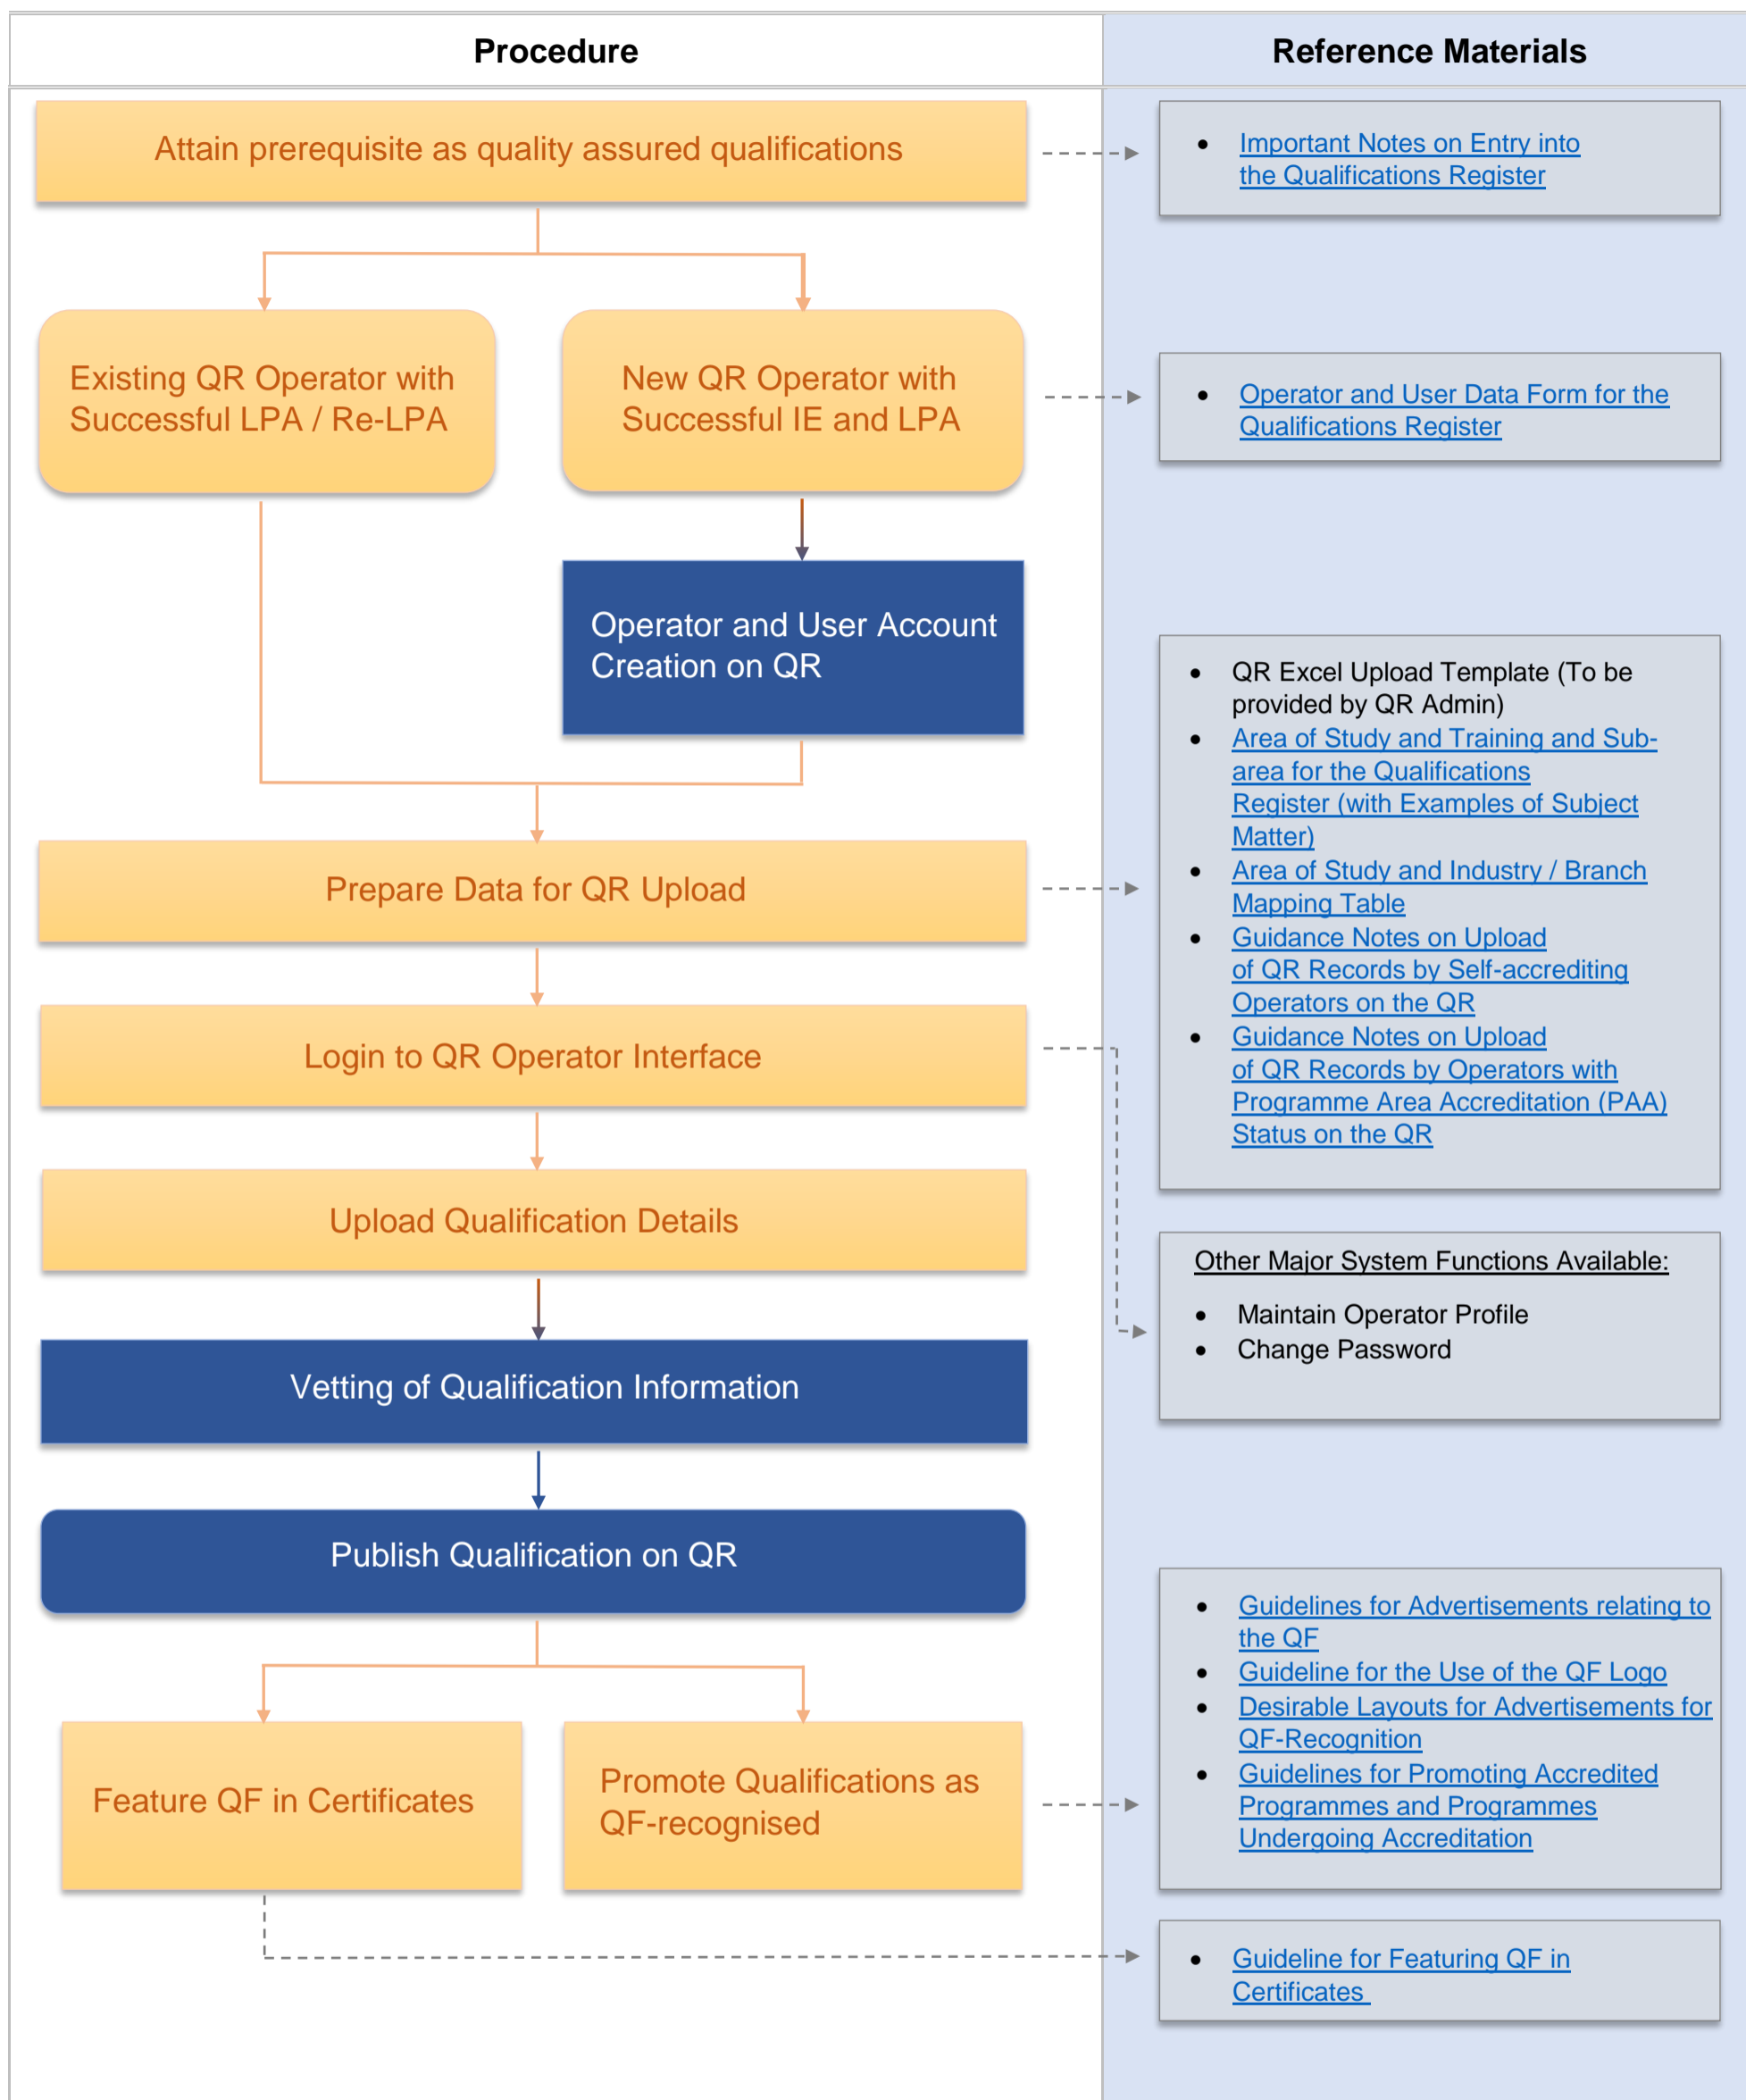 Procedure
Reference Materials
Attain prerequisite as quality assured qualifications
• Important Notes on Entry into
the Qualifications Register
Existing QR Operator with
Successful LPA / Re-LPA
New QR Operator with
Successful IE and LPA
• Operator and User Data Form for the
Qualifications Register
Operator and User Account
Creation on QR
• QR Excel Upload Template (To be
provided by QR Admin)
• Area of Study and Training and Sub-
area for the Qualifications
Register (with Examples of Subject
Matter)
• Area of Study and Industry / Branch
Mapping Table
• Guidance Notes on Upload
of QR Records by Self-accrediting
Operators on the QR
• Guidance Notes on Upload
of QR Records by Operators with
Programme Area Accreditation (PAA)
Status on the QR
Prepare Data for QR Upload
Login to QR Operator Interface
Upload Qualification Details
Other Major System Functions Available:
• Maintain Operator Profile
• Change Password
Vetting of Qualification Information
Publish Qualification on QR
Feature QF in Certificates
Promote Qualifications as
QF-recognised
• Guidelines for Advertisements relating to
the QF
• Guideline for the Use of the QF Logo
• Desirable Layouts for Advertisements for
QF-Recognition
• Guidelines for Promoting Accredited
Programmes and Programmes
Undergoing Accreditation
• Guideline for Featuring QF in
Certificates